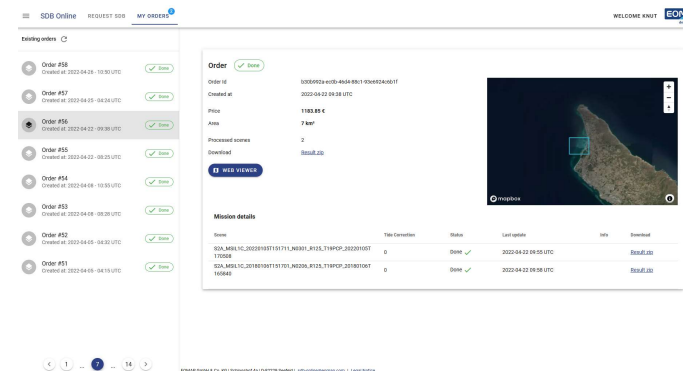 SDB Online REQUEST SDB MY ORDERS 2 WELCOME KNUT
Existing orders
Order #58
Created at: 2022-04-26 - 10:50 UTC
Done
Order #57
Created at: 2022-04-25 - 04:24 UTC
Done
Order #56
Created at: 2022-04-22 - 09:38 UTC
Done
Order #55
Created at: 2022-04-22 - 08:25 UTC
Done
Order #54
Created at: 2022-04-08 - 10:55 UTC
Done
Order #53
Created at: 2022-04-08 - 08:28 UTC
Done
Order #52
Created at: 2022-04-05 - 04:32 UTC
Done
Order #51
Created at: 2022-04-05 - 04:15 UTC
Done
1 ... 7 ... 14
Order Done
Order Id
Created at 2022-04-22 09:38 UTC
Price 1183.85 €
Area 7 km²
Processed scenes 2
Download Result zip
WEB VIEWER
mapbox
Mission details
Scene Tide Correction Status Last update Info Download
S2A_MSIL1C_20220105T151711_N0301_R125_T19PCP_20220105T
170508
0 Done 2022-04-22 09:55 UTC Result zip
S2A_MSIL1C_20180106T151701_N0206_R125_T19PCP_20180106T
165840
0 Done 2022-04-22 09:58 UTC Result zip